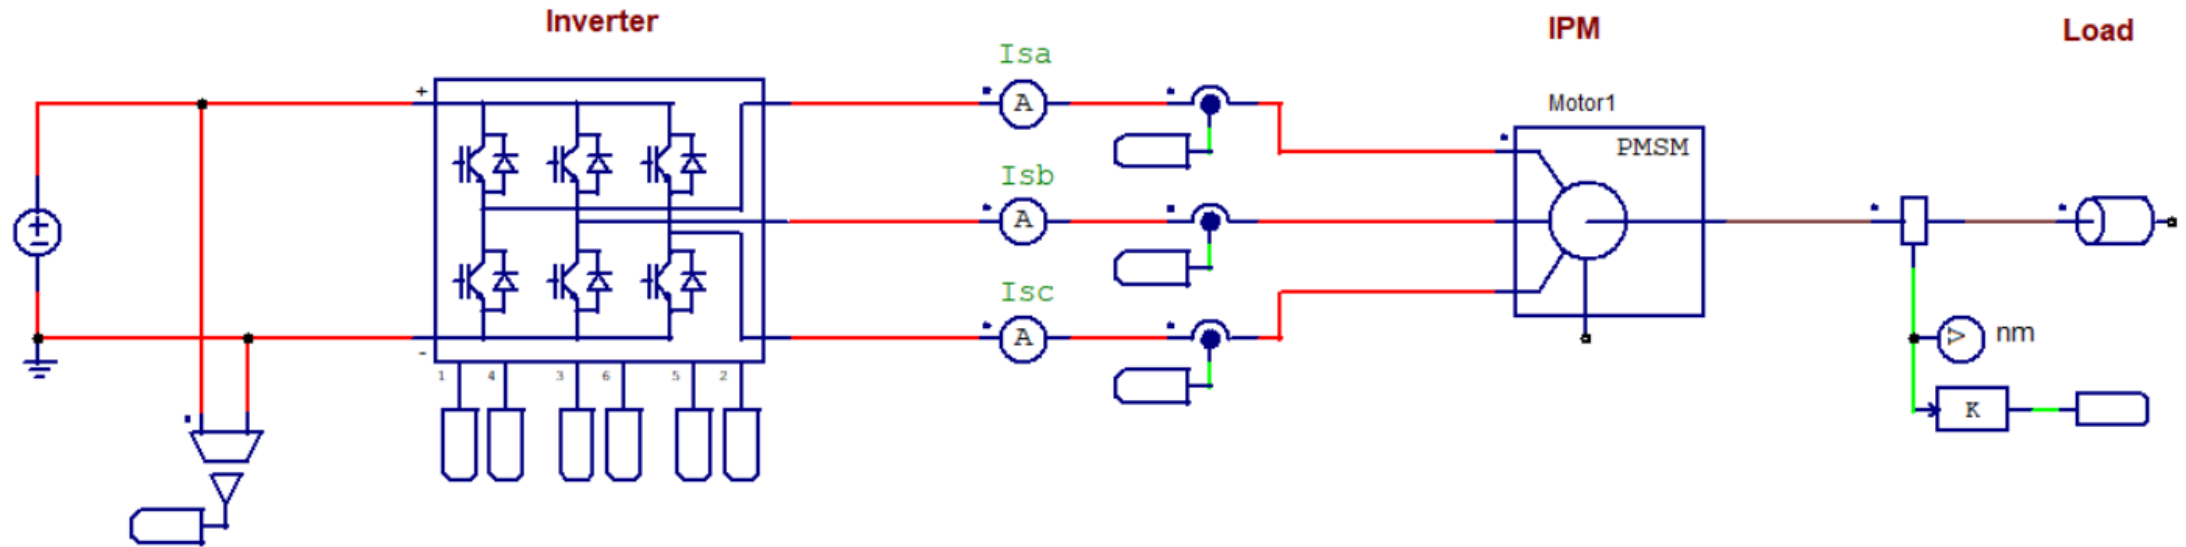 Inverter
IPM
Load
Isa
Motor1
+
A
PMSM
Isb
A
+
-
Isc
A
V
nm
-
1 4 3 6 5 2
K